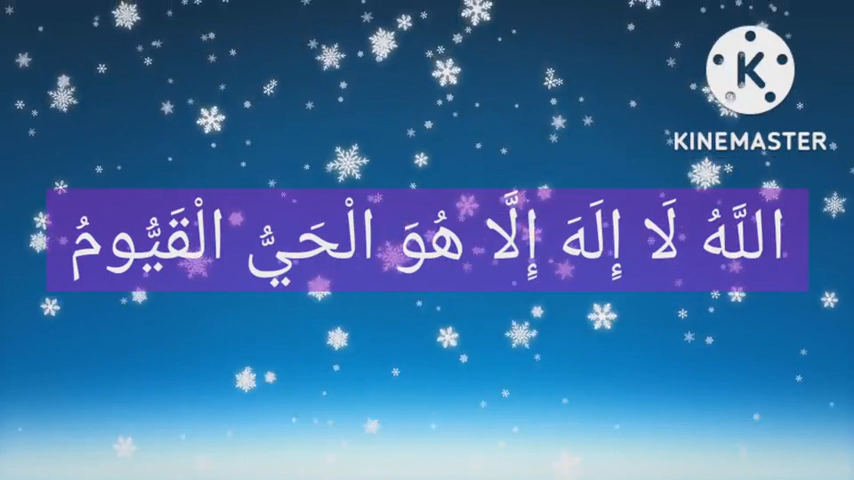 K
KINEMASTER
اللَّهُ لَا إِلَهَ إِلَّا هُوَ الْحَيُّ الْقَيُّومُ